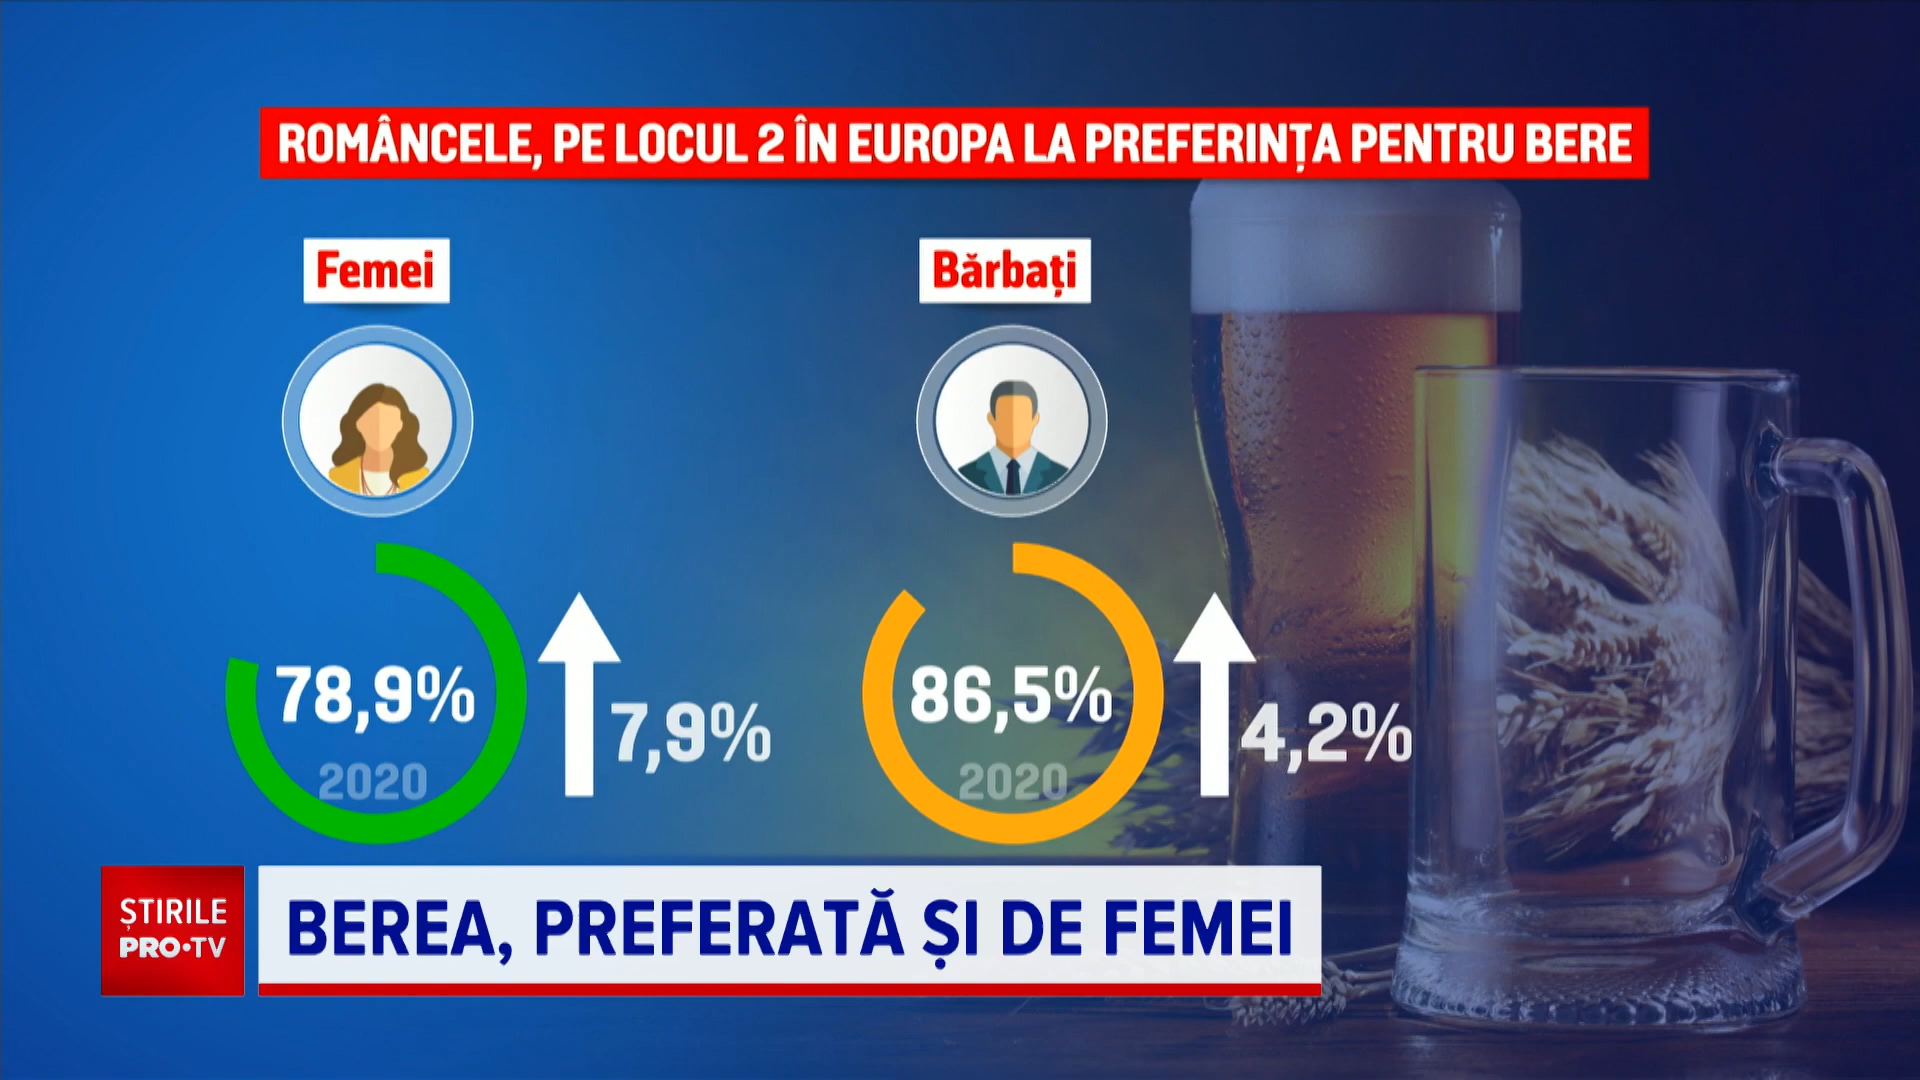 ROMÂNCELE, PE LOCUL 2 ÎN EUROPA LA PREFERINȚA PENTRU BERE
Femei
Bărbați
78,9%
2020
7,9%
86,5%
2020
4,2%
ȘTIRILE
PRO•TV
BEREA, PREFERATĂ ȘI DE FEMEI